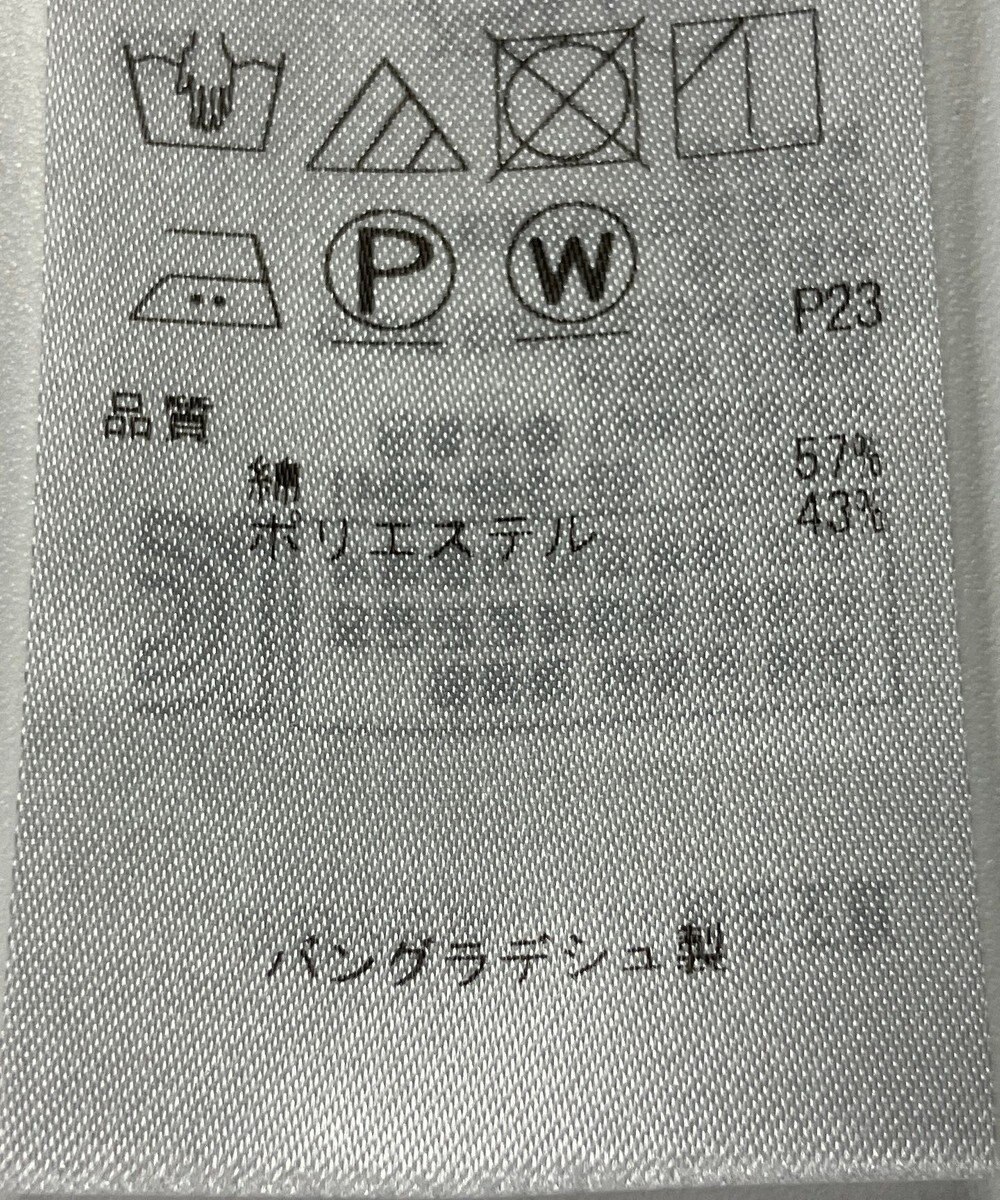 P W
P23
品質
綿 57%
ポリエステル 43%
バングラデシュ製